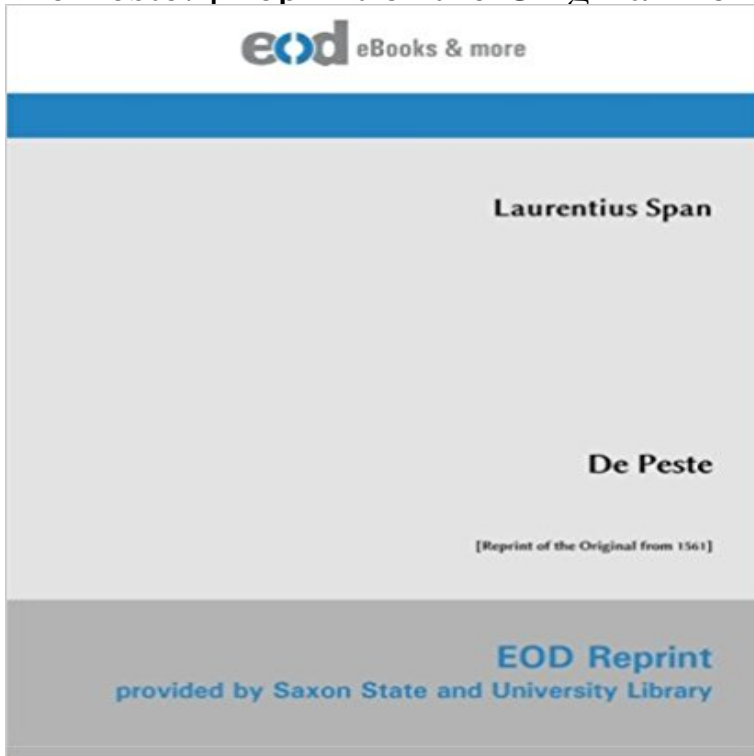 eod eBooks & more
Laurentius Span
De Peste
[Reprint of the Original from 1561]
EOD Reprint
provided by Saxon State and University Library